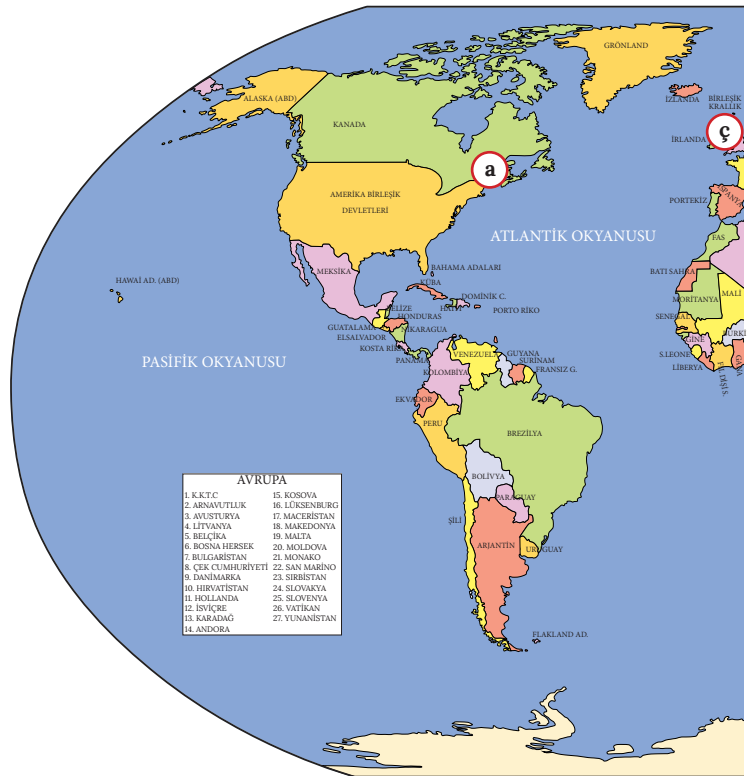 GRÖNLAND
ALASKA (ABD)
İZLANDA
BİRLEŞİK
KRALLIK
KANADA
ç
İRLANDA
a
AMERİKA BİRLEŞİK
DEVLETLERİ
PORTEKİZ
İSPANYA
ATLANTİK OKYANUSU
FAS
BAHAMA ADALARI
MEKSİKA
BATI SAHRA
HAWAİ AD. (ABD)
KÜBA
MALİ
DOMİNİK C.
MORİTANYA
HAİTİ
PORTO RİKO
BELİZE
HONDURAS
SENEGAL
GUATALAMA
NİKARAGUA
BURKİ
ELSALVADOR
GİNE
KOSTA RİKA
VENEZUELA
GUYANA
S.LEONE
PANAMA
SURİNAM
PASİFİK OKYANUSU
KOLOMBİYA
FRANSIZ G.
LİBERYA
FİLDİŞİ S.
GANA
EKVADOR
PERU
BREZİLYA
BOLİVYA
PARAGUAY
ŞİLİ
ARJANTİN
URUGUAY
FLAKLAND AD.
AVRUPA
1. K.K.T.C
2. ARNAVUTLUK
3. AVUSTURYA
4. LİTVANYA
5. BELÇİKA
6. BOSNA HERSEK
7. BULGARİSTAN
8. ÇEK CUMHURİYETİ
9. DANİMARKA
10. HIRVATİSTAN
11. HOLLANDA
12. İSVİÇRE
13. KARADAĞ
14. ANDORA
15. KOSOVA
16. LÜKSENBURG
17. MACERİSTAN
18. MAKEDONYA
19. MALTA
20. MOLDOVA
21. MONAKO
22. SAN MARİNO
23. SIRBİSTAN
24. SLOVAKYA
25. SLOVENYA
26. VATİKAN
27. YUNANİSTAN